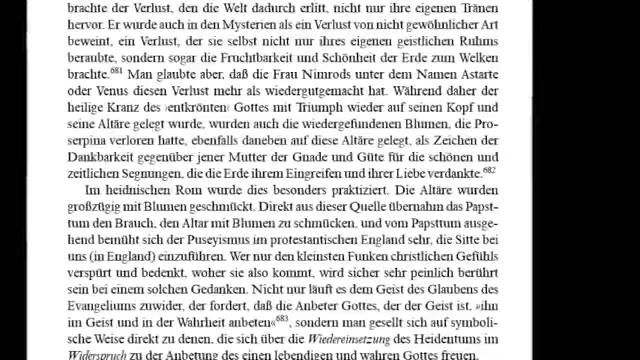 brachte der Verlust, den die Welt dadurch erlitt, nicht nur ihre eigenen Tränen
hervor. Er wurde auch in den Mysterien als ein Verlust von nicht gewöhnlicher Art
beweint, ein Verlust, der sie selbst nicht nur ihres eigenen geistlichen Ruhms
beraubte, sondern sogar die Fruchtbarkeit und Schönheit der Erde zum Welken
brachte.681 Man glaubte aber, daß die Frau Nimrods unter dem Namen Astarte
oder Venus diesen Verlust mehr als wiedergutgemacht hat. Während daher der
heilige Kranz des ›entkrönten‹ Gottes mit Triumph wieder auf seinen Kopf und
seine Altäre gelegt wurde, wurden auch die wiedergefundenen Blumen, die Pro-
serpina verloren hatte, ebenfalls daneben auf diese Altäre gelegt, als Zeichen der
Dankbarkeit gegenüber jener Mutter der Gnade und Güte für die schönen und
zeitlichen Segnungen, die die Erde ihrem Eingreifen und ihrer Liebe verdankte.682
Im heidnischen Rom wurde dies besonders praktiziert. Die Altäre wurden
großzügig mit Blumen geschmückt. Direkt aus dieser Quelle übernahm das Papst-
tum den Brauch, den Altar mit Blumen zu schmücken, und vom Papsttum ausge-
hend bemüht sich der Puseyismus im protestantischen England sehr, die Sitte bei
uns (in England) einzuführen. Wer nur den kleinsten Funken christlichen Gefühls
verspürt und bedenkt, woher sie also kommt, wird sicher sehr peinlich berührt
sein bei einem solchen Gedanken. Nicht nur läuft es dem Geist des Glaubens des
Evangeliums zuwider, der fordert, daß die Anbeter Gottes, der der Geist ist, »ihn
im Geist und in der Wahrheit anbeten«683, sondern man gesellt sich auf symboli-
sche Weise direkt zu denen, die sich über die Wiedereinsetzung des Heidentums im
Widerspruch zu der Anbetung des einen lebendigen und wahren Gottes freuen.